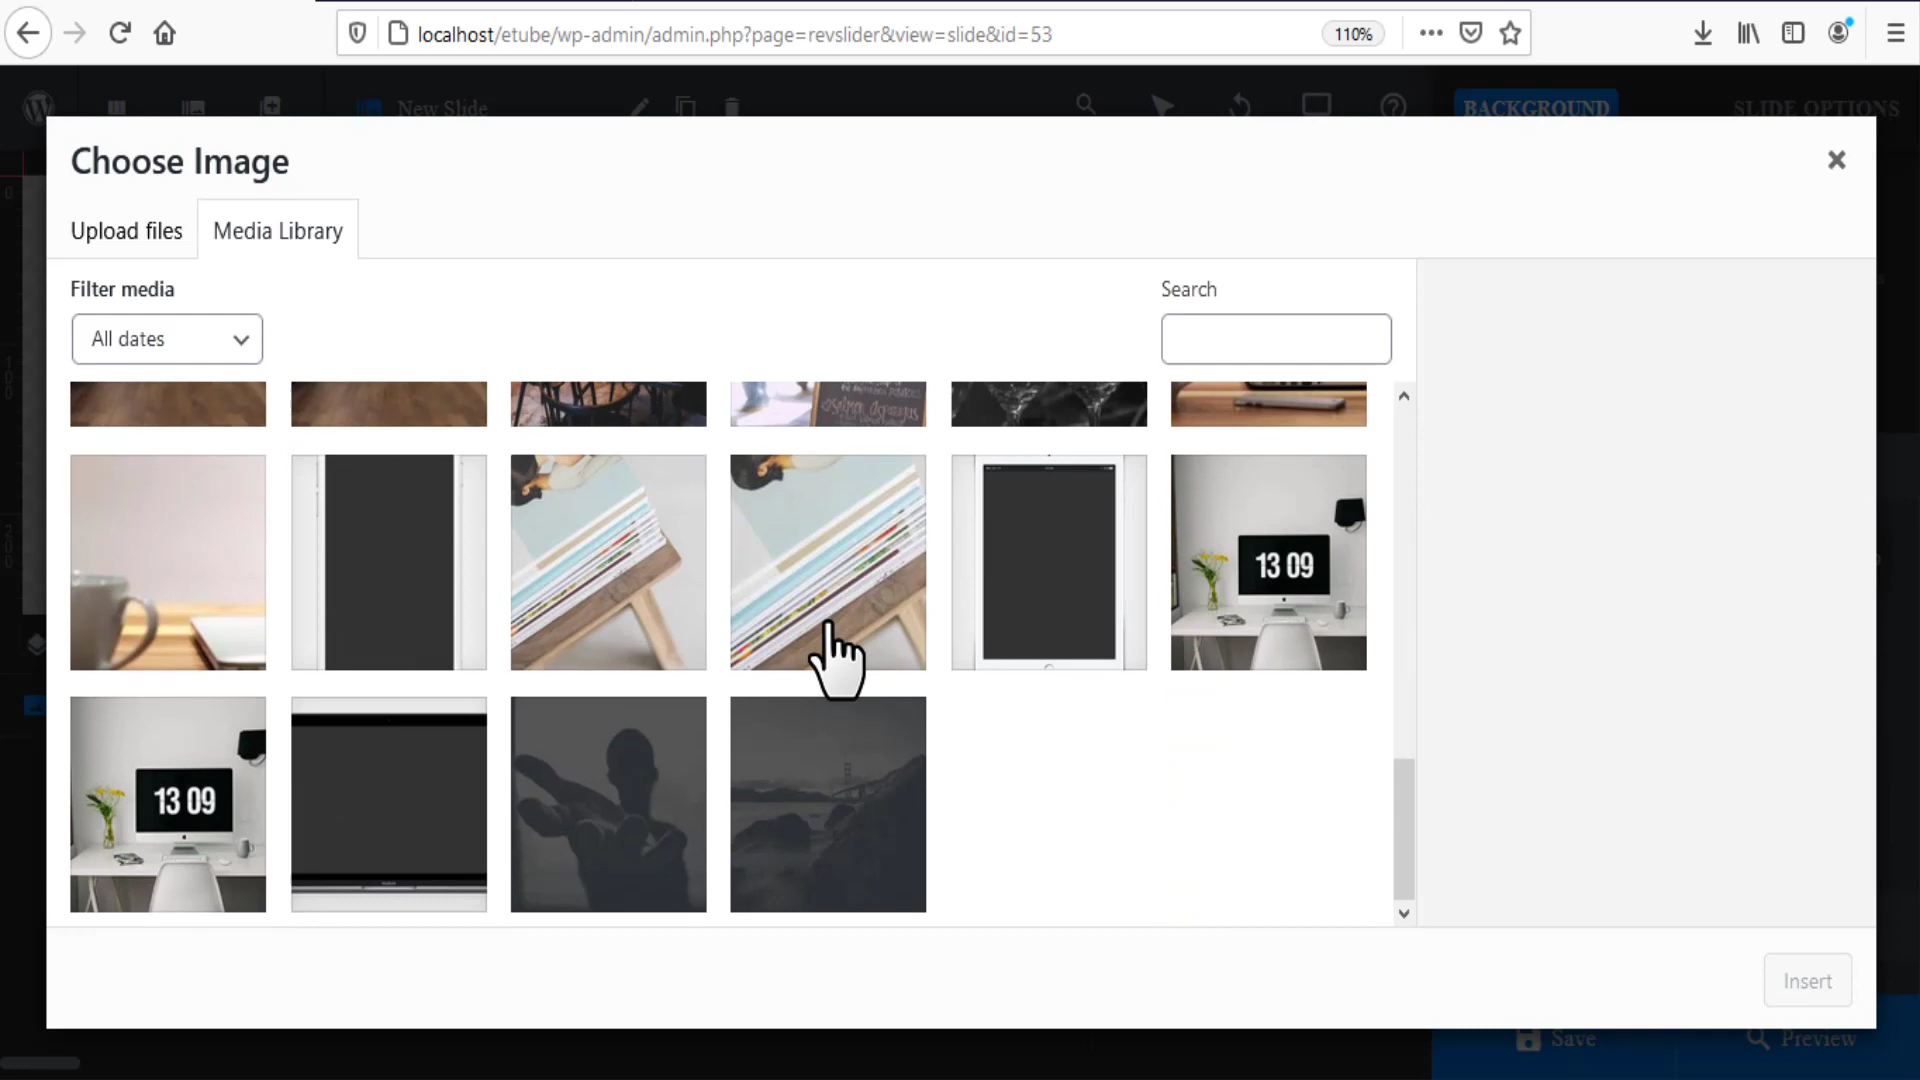 localhost/etube/wp-admin/admin.php?page=revslider&view=slide&id=53
110%
New Slide
BACKGROUND
SLIDE OPTIONS
Choose Image
Upload files
Media Library
Filter media
Search
All dates
13 09
13 09
Insert
Save
Preview